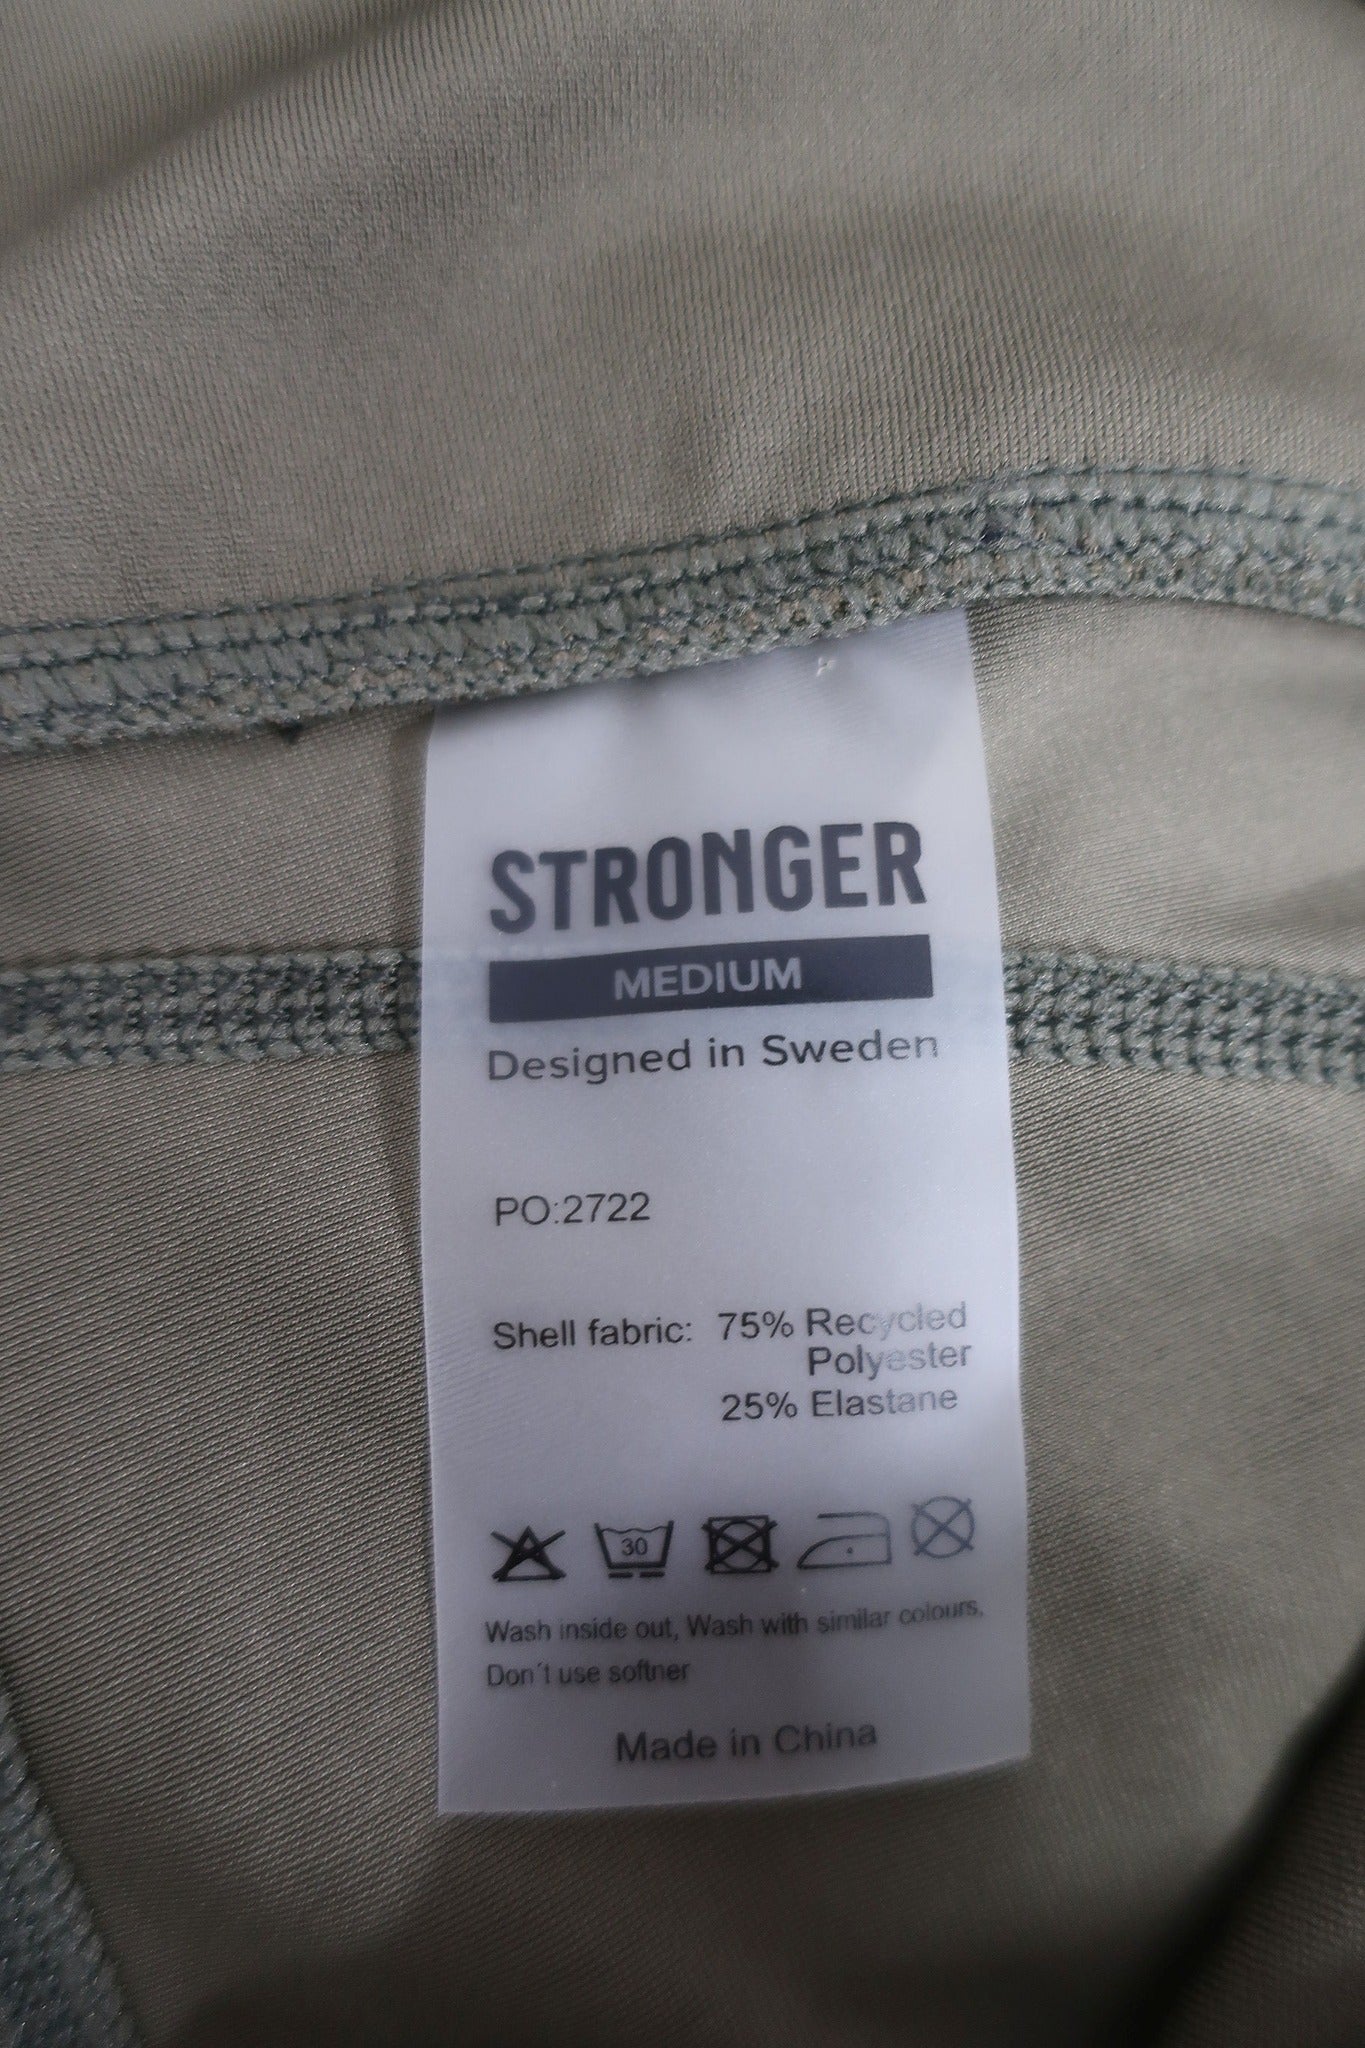 STRONGER
MEDIUM
Designed in Sweden
PO:2722
Shell fabric: 75% Recycled
Polyester
25% Elastane
30
Wash inside out, Wash with similar colours,
Don´t use softner
Made in China